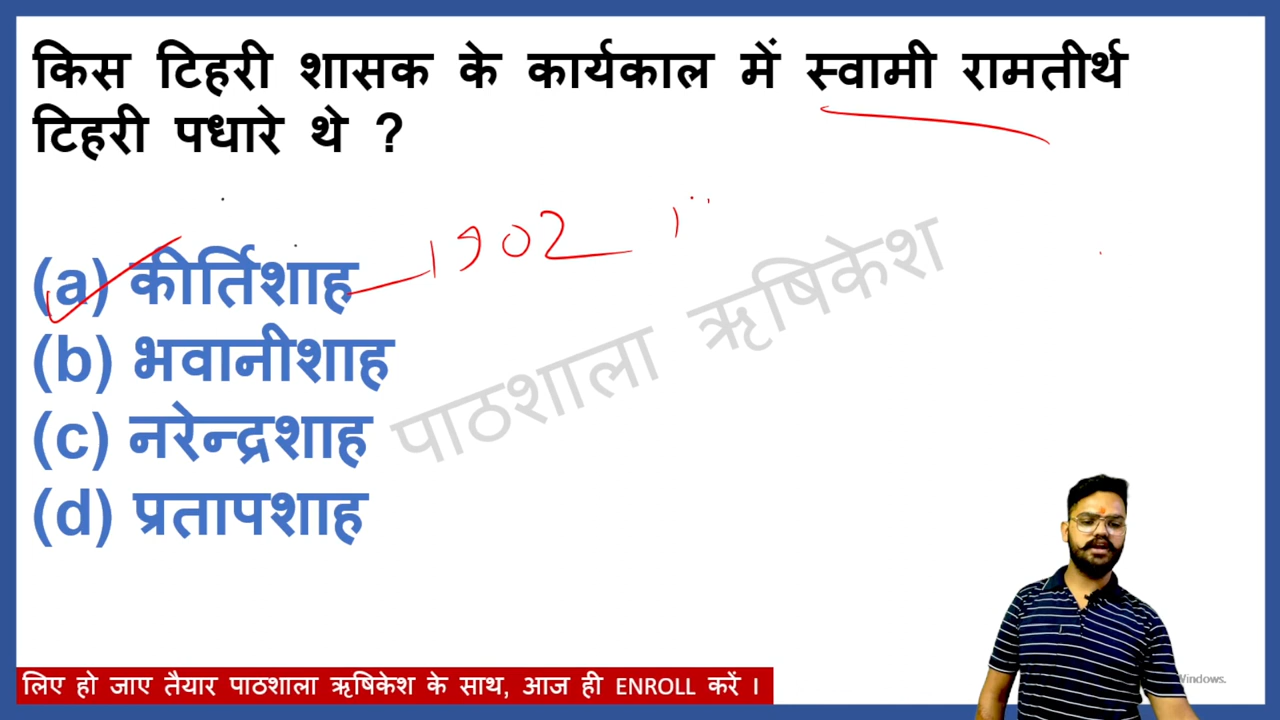 किस टिहरी शासक के कार्यकाल में स्वामी रामतीर्थ
टिहरी पधारे थे ?
(a) कीर्तिशाह
1902
(b) भवानीशाह
(c) नरेन्द्रशाह
(d) प्रतापशाह
पाठशाला ऋषिकेश
लिए हो जाए तैयार पाठशाला ऋषिकेश के साथ, आज ही ENROLL करें ।
Windows.